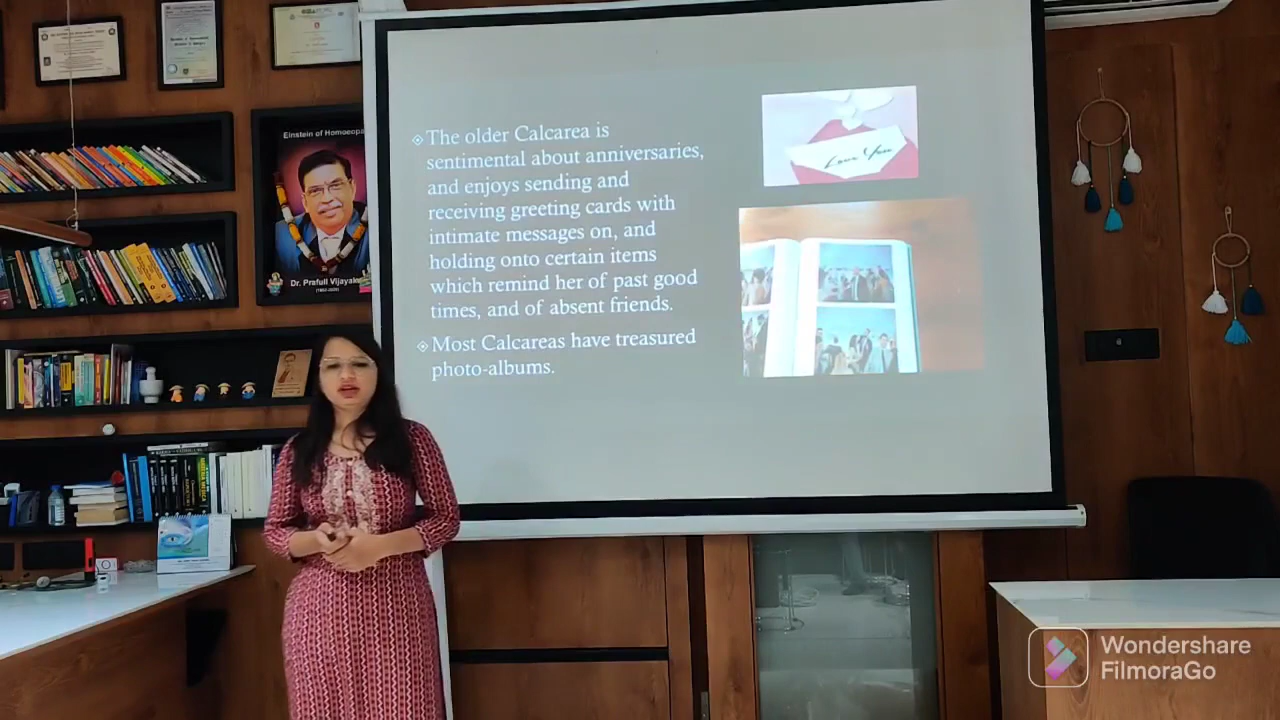 Einstein of Homoeopa
Dr. Prafull Vijayak
The older Calcarea is
sentimental about anniversaries,
and enjoys sending and
receiving greeting cards with
intimate messages on, and
holding onto certain items
which remind her of past good
times, and of absent friends.
Most Calcareas have treasured
photo-albums.
Love You
Wondershare
FilmoraGo